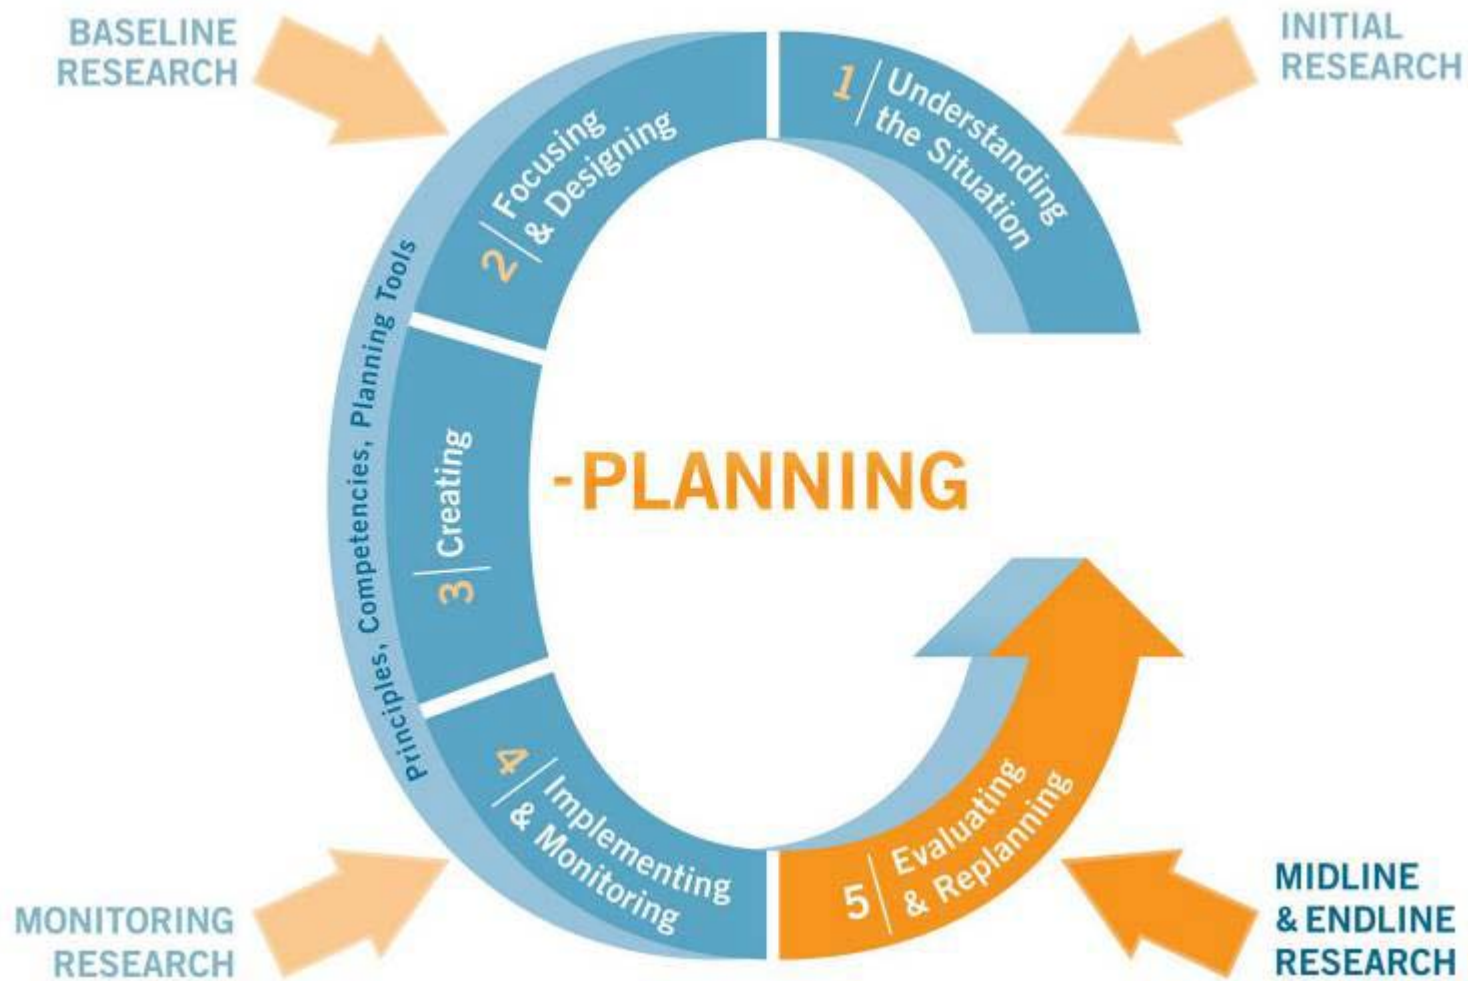 BASELINE
RESEARCH
INITIAL
RESEARCH
1 Understanding
the Situation
2 Focusing
& Designing
Principles, Competencies, Planning Tools
3 Creating
-PLANNING
4 Implementing
& Monitoring
5 Evaluating
& Replanning
MONITORING
RESEARCH
MIDLINE
& ENDLINE
RESEARCH